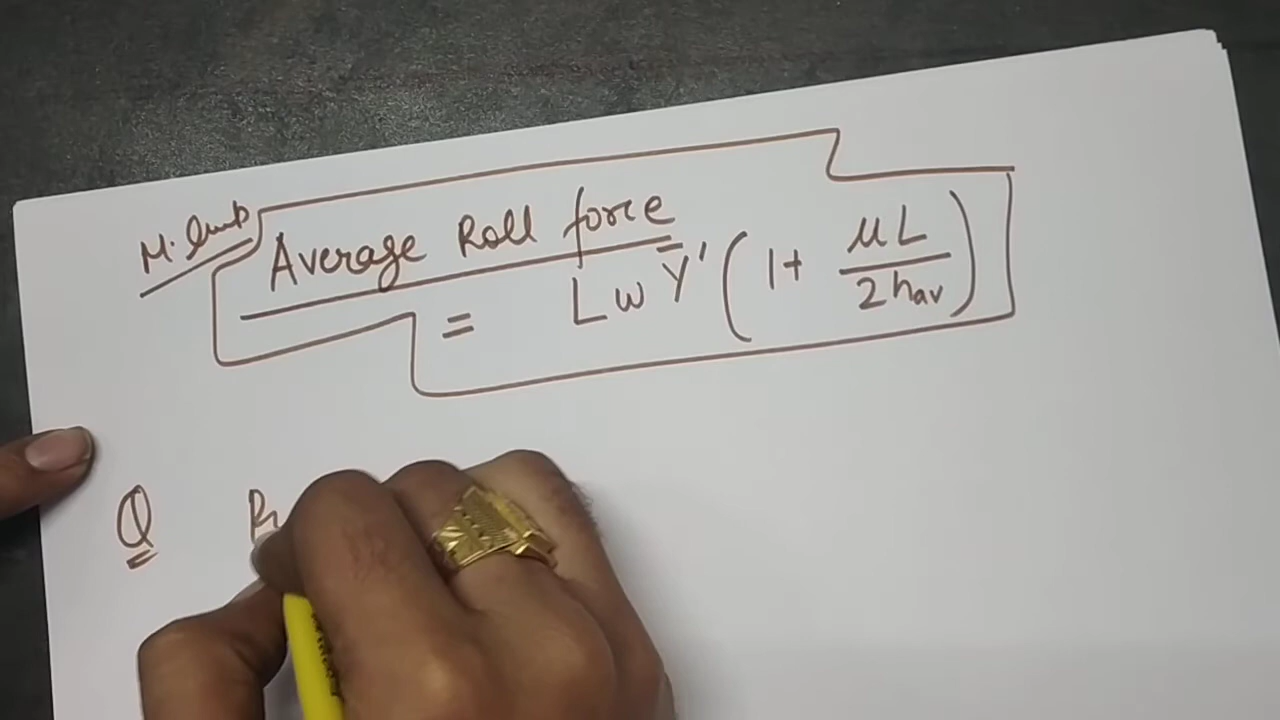 M. Imp
Average Roll force
= L w Ȳ' (1 + μL / 2hav)
Q